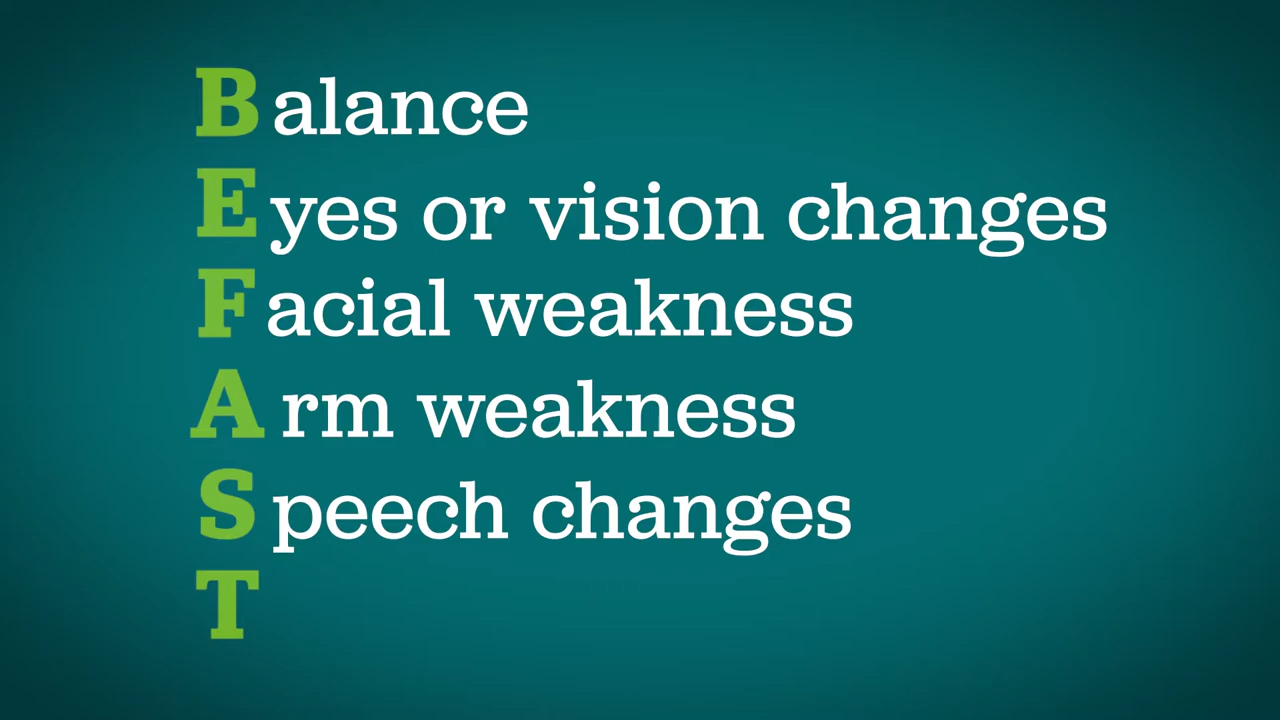 Balance
Eyes or vision changes
Facial weakness
Arm weakness
Speech changes
T